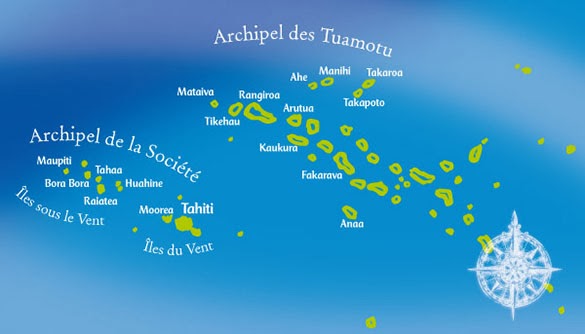 Archipel des Tuamotu
Ahe
Manihi
Takaroa
Mataiva
Rangiroa
Takapoto
Tikehau
Arutua
Kaukura
Fakarava
Anaa
Archipel de la Société
Maupiti
Tahaa
Bora Bora
Huahine
Raiatea
Îles sous le Vent
Moorea
Tahiti
Îles du Vent